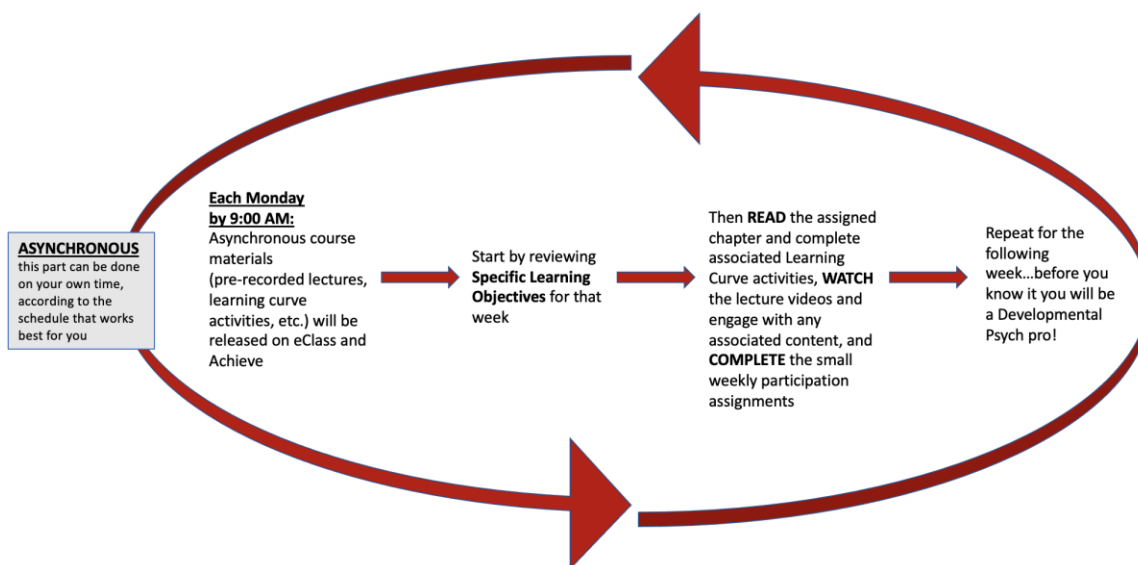 ASYNCHRONOUS
this part can be done
on your own time,
according to the
schedule that works
best for you
Each Monday
by 9:00 AM:
Asynchronous course
materials
(pre-recorded lectures,
learning curve
activities, etc.) will be
released on eClass and
Achieve
Start by reviewing
Specific Learning
Objectives for that
week
Then READ the assigned
chapter and complete
associated Learning
Curve activities, WATCH
the lecture videos and
engage with any
associated content, and
COMPLETE the small
weekly participation
assignments
Repeat for the
following
week...before you
know it you will be
a Developmental
Psych pro!